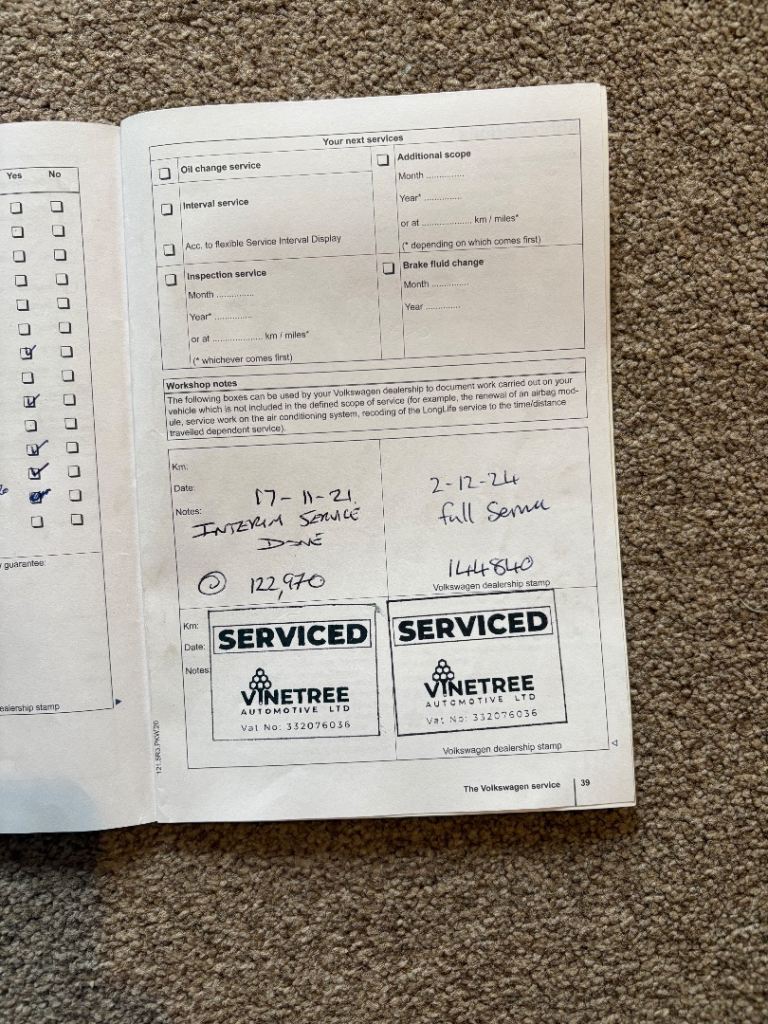 Yes No
Your next services
Oil change service
Interval service
Acc. to flexible Service Interval Display
Inspection service
Month ..............
Year* ..............
or at .................. km / miles*
(* whichever comes first)
Additional scope
Month ..............
Year* ..............
or at .................. km / miles*
(* depending on which comes first)
Brake fluid change
Month ..............
Year ..............
Workshop notes
The following boxes can be used by your Volkswagen dealership to document work carried out on your
vehicle which is not included in the defined scope of service (for example, the renewal of an airbag mod-
ule, service work on the air conditioning system, recoding of the LongLife service to the time/distance
travelled dependent service).
Km:
Date: 17-11-21
Notes:
INTERIM SERVICE
DONE
122,970
2-12-24
full
144840
Volkswagen dealership stamp
Km:
Date:
Notes:
SERVICED
VINETREE
AUTOMOTIVE LTD
Vat No: 332076036
SERVICED
VINETREE
AUTOMOTIVE LTD
Vat No: 332076036
Volkswagen dealership stamp
guarantee:
ealership stamp
The Volkswagen service 39